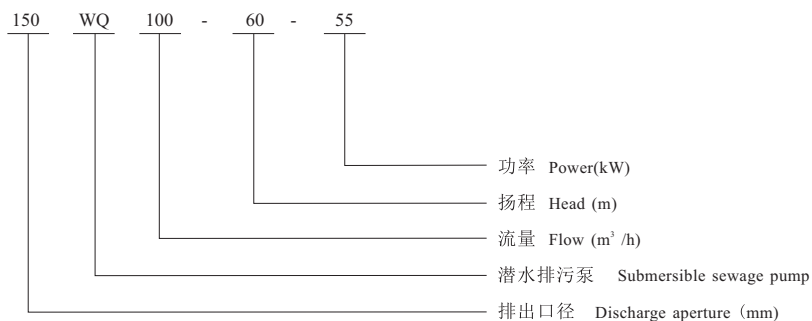 150 WQ 100 - 60 - 55
功率 Power(kW)
扬程 Head (m)
流量 Flow (m³ /h)
潜水排污泵 Submersible sewage pump
排出口径 Discharge aperture (mm)